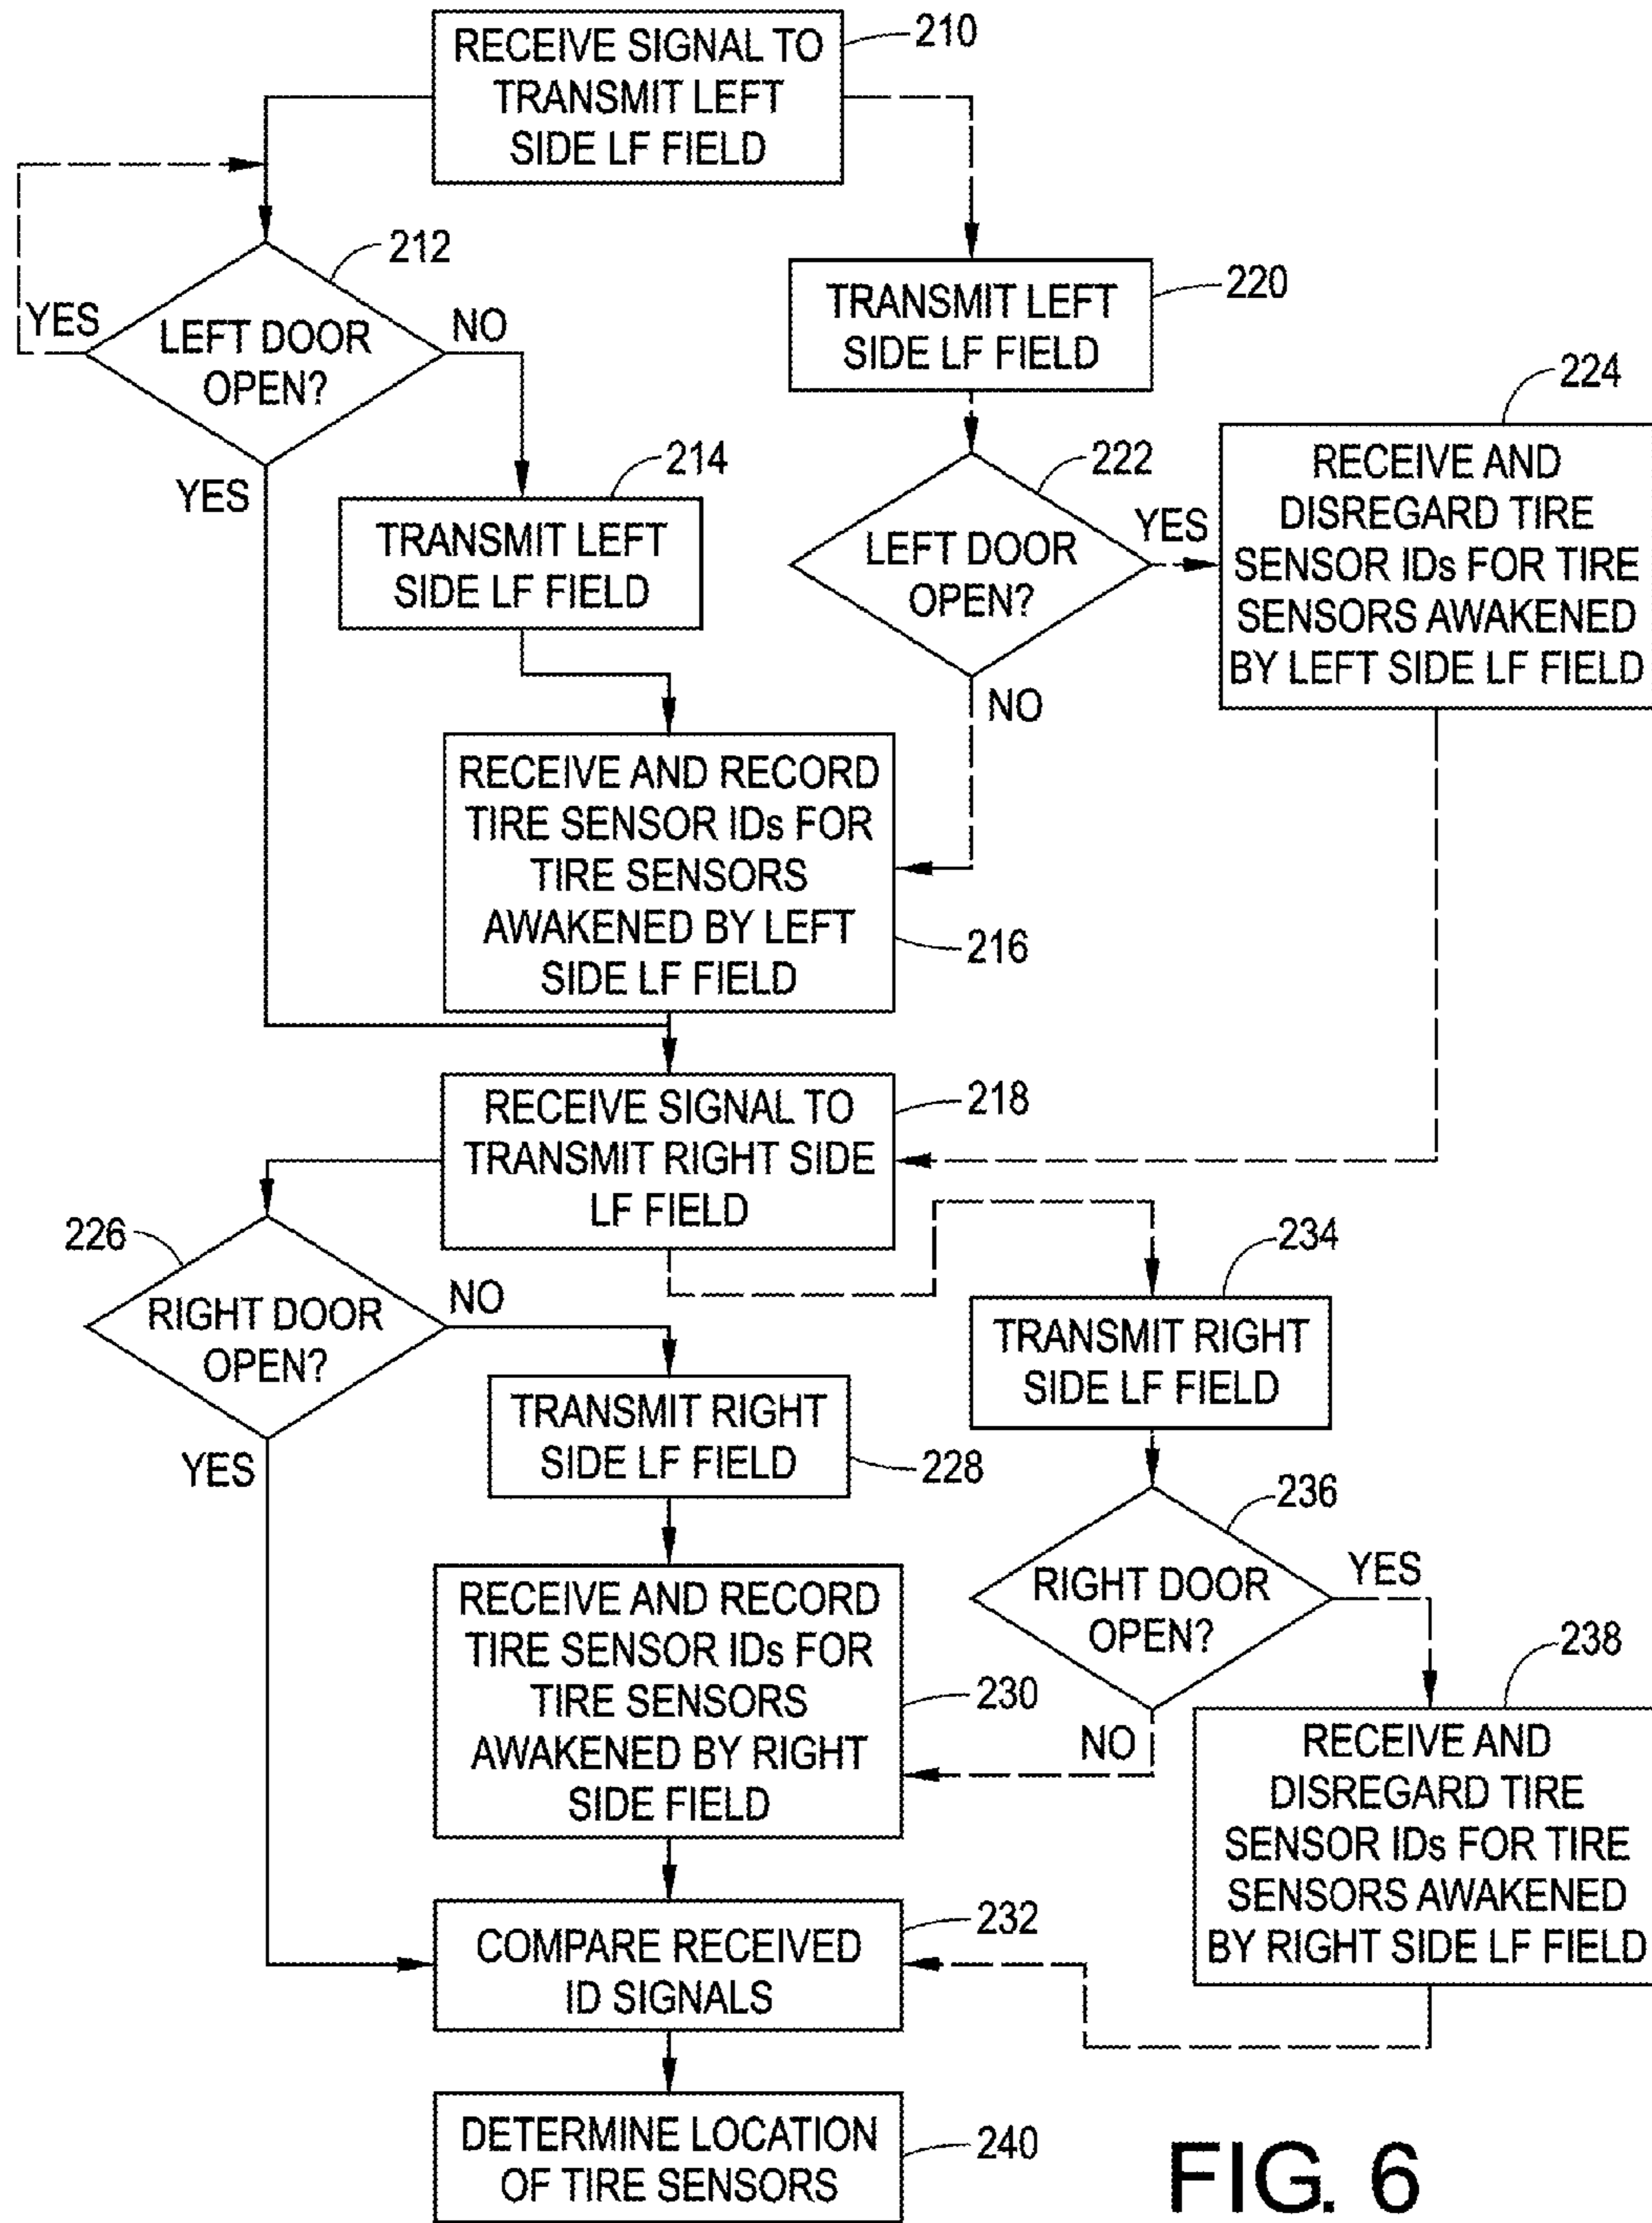 RECEIVE SIGNAL TO
TRANSMIT LEFT
SIDE LF FIELD
210
212
LEFT DOOR
OPEN?
YES
NO
YES
TRANSMIT LEFT
SIDE LF FIELD
220
214
TRANSMIT LEFT
SIDE LF FIELD
222
LEFT DOOR
OPEN?
YES
NO
224
RECEIVE AND
DISREGARD TIRE
SENSOR IDs FOR TIRE
SENSORS AWAKENED
BY LEFT SIDE LF FIELD
RECEIVE AND RECORD
TIRE SENSOR IDs FOR
TIRE SENSORS
AWAKENED BY LEFT
SIDE LF FIELD
216
RECEIVE SIGNAL TO
TRANSMIT RIGHT SIDE
LF FIELD
218
226
RIGHT DOOR
OPEN?
NO
YES
234
TRANSMIT RIGHT
SIDE LF FIELD
TRANSMIT RIGHT
SIDE LF FIELD
228
236
RIGHT DOOR
OPEN?
YES
NO
RECEIVE AND RECORD
TIRE SENSOR IDs FOR
TIRE SENSORS
AWAKENED BY RIGHT
SIDE FIELD
230
238
RECEIVE AND
DISREGARD TIRE
SENSOR IDs FOR TIRE
SENSORS AWAKENED
BY RIGHT SIDE LF FIELD
COMPARE RECEIVED
ID SIGNALS
232
DETERMINE LOCATION
OF TIRE SENSORS
240
FIG. 6